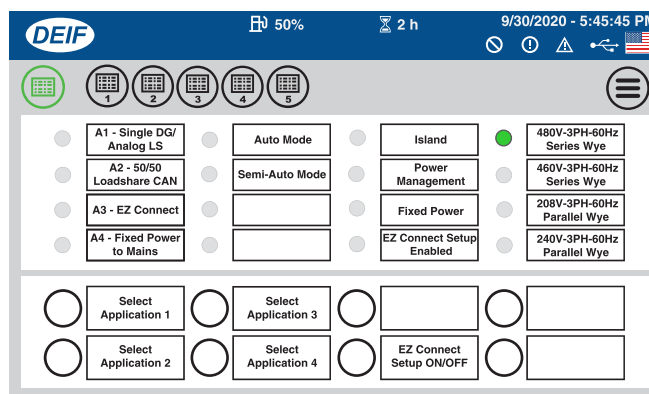 DEIF
50%
2 h
9/30/2020 - 5:45:45 PM
1
2
3
4
5
A1 - Single DG/
Analog LS
Auto Mode
Island
480V-3PH-60Hz
Series Wye
A2 - 50/50
Loadshare CAN
Semi-Auto Mode
Power
Management
460V-3PH-60Hz
Series Wye
A3 - EZ Connect
Fixed Power
208V-3PH-60Hz
Parallel Wye
A4 - Fixed Power
to Mains
EZ Connect Setup
Enabled
240V-3PH-60Hz
Parallel Wye
Select
Application 1
Select
Application 3
Select
Application 2
Select
Application 4
EZ Connect
Setup ON/OFF